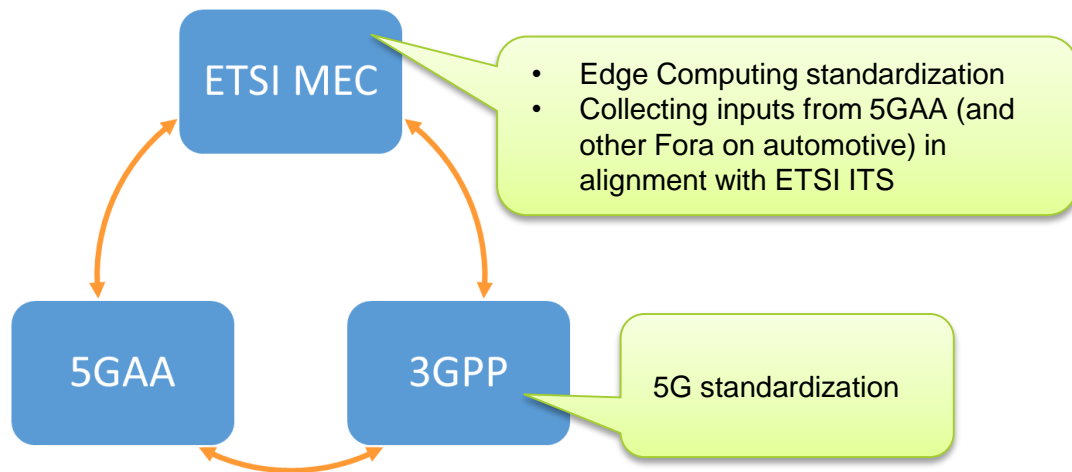 ETSI MEC
• Edge Computing standardization
• Collecting inputs from 5GAA (and
other Fora on automotive) in
alignment with ETSI ITS
5GAA
3GPP
5G standardization